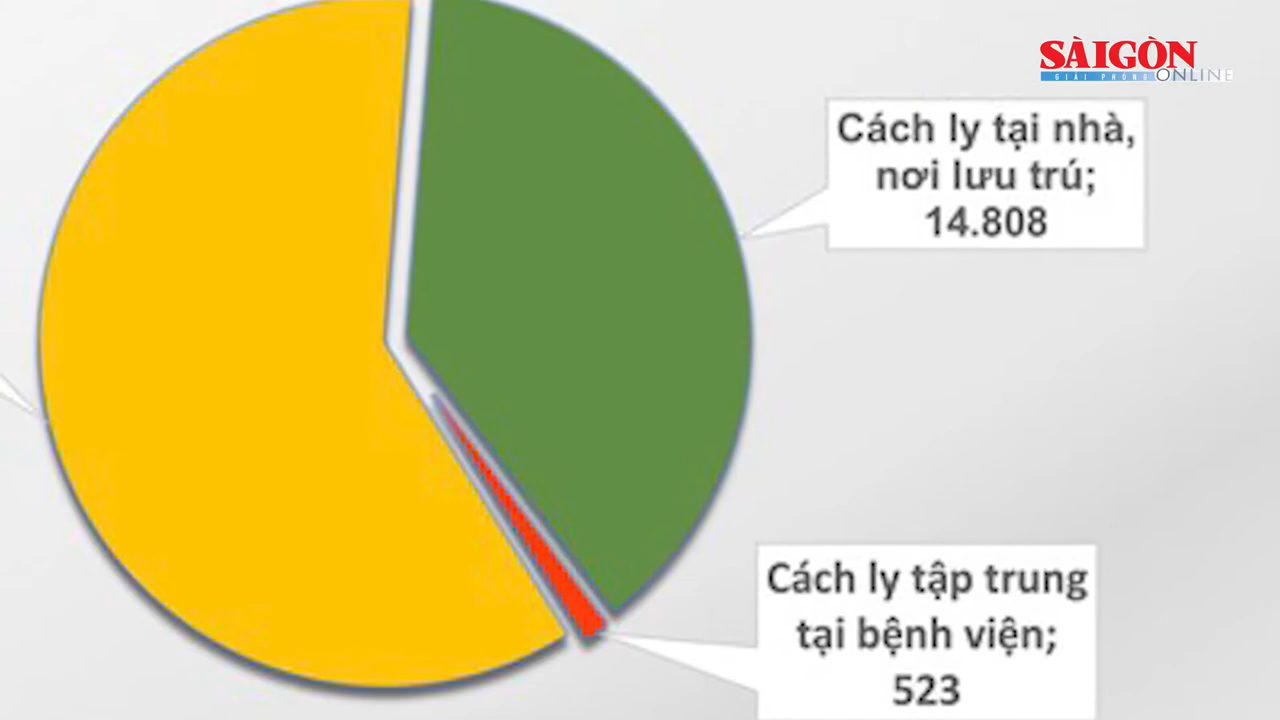 SÀIGÒN
GIẢI PHÓNG ONLINE
Cách ly tại nhà,
nơi lưu trú;
14.808
Cách ly tập trung
tại bệnh viện;
523